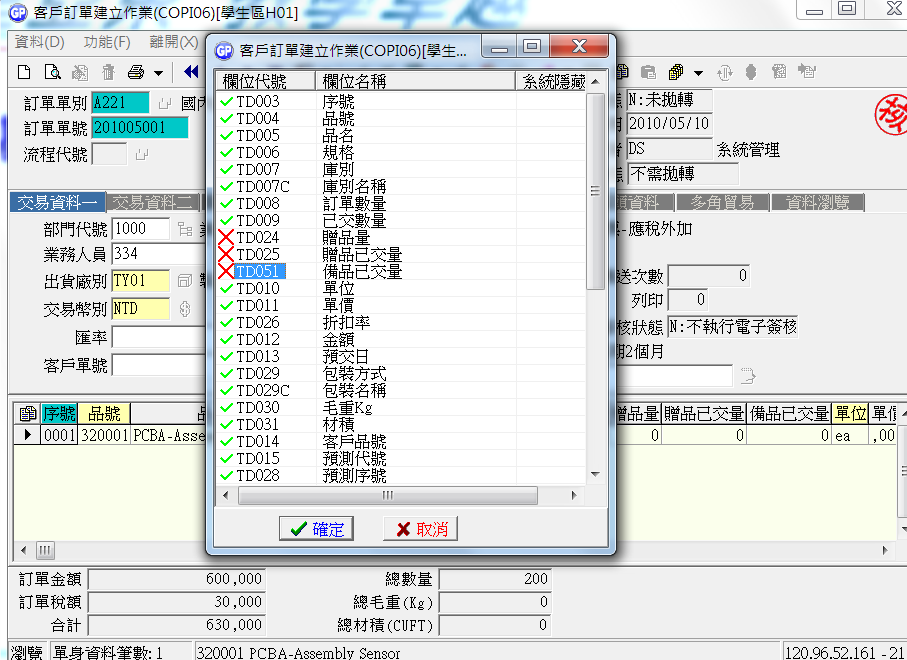 客戶訂單建立作業(COPI06)[學生區H01]
資料(D) 功能(F) 離開(X)
訂單單別 A221 國內
訂單單號 201005001
流程代號
N:未拋轉
2010/05/10
DS 系統管理
不需拋轉
核
交易資料一 交易資料二 資料 多角貿易 資料瀏覽
部門代號 1000
業務人員 334
出貨廠別 TY01
交易幣別 NTD
匯率
客戶單號
-應稅外加
送次數 0
列印 0
核狀態 N:不執行電子簽核
期2個月
客戶訂單建立作業(COPI06)[學生...
欄位代號 欄位名稱 系統隱藏
TD003 序號
TD004 品號
TD005 品名
TD006 規格
TD007 庫別
TD007C 庫別名稱
TD008 訂單數量
TD009 已交數量
TD024 贈品量
TD025 贈品已交量
TD051 備品已交量
TD010 單位
TD011 單價
TD026 折扣率
TD012 金額
TD013 預交日
TD029 包裝方式
TD029C 包裝名稱
TD030 毛重Kg
TD031 材積
TD014 客戶品號
TD015 預測代號
TD028 預測序號
確定 取消
序號 品號 品 贈品量 贈品已交量 備品已交量 單位 單價
0001 320001 PCBA-Asse 0 0 0 ea ,00
訂單金額 600,000 總數量 200
訂單稅額 30,000 總毛重(Kg) 0
合計 630,000 總材積(CUFT) 0
瀏覽 單身資料筆數: 1 320001 PCBA-Assembly Sensor 120.96.52.161 - 21